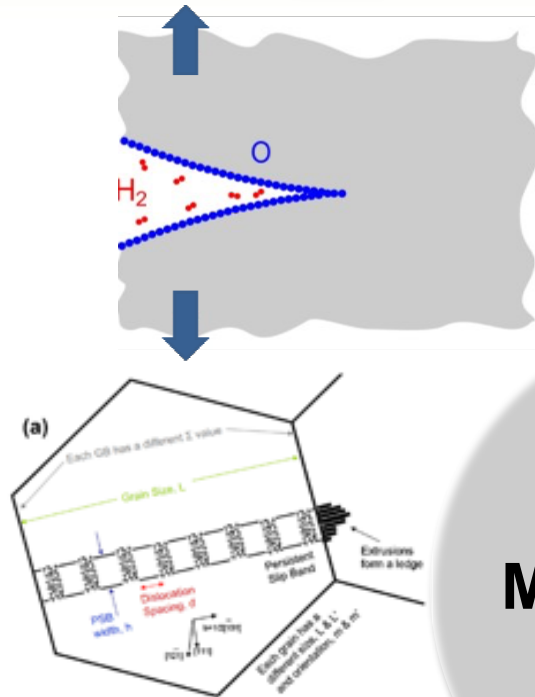 O
H₂
(a)
Each GB has a different Σ value
Grain Size, L
Persistent
Slip Band
Extrusions
form a ledge
PSB
width, h
Dislocation
Spacing, d
Each grain has a
different size, L & L'
and orientation, m & m'
M